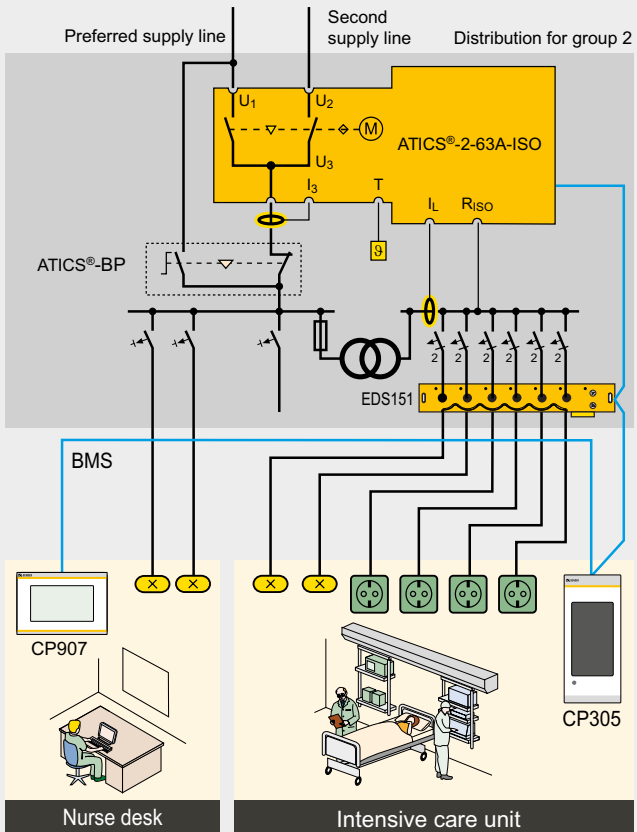 Preferred supply line
Second
supply line
Distribution for group 2
U1
U2
M
ATICS®-2-63A-ISO
U3
I3
T
IL
RISO
ϑ
ATICS®-BP
2 2 2 2 2 2
EDS151
BMS
CP907
CP305
Nurse desk
Intensive care unit